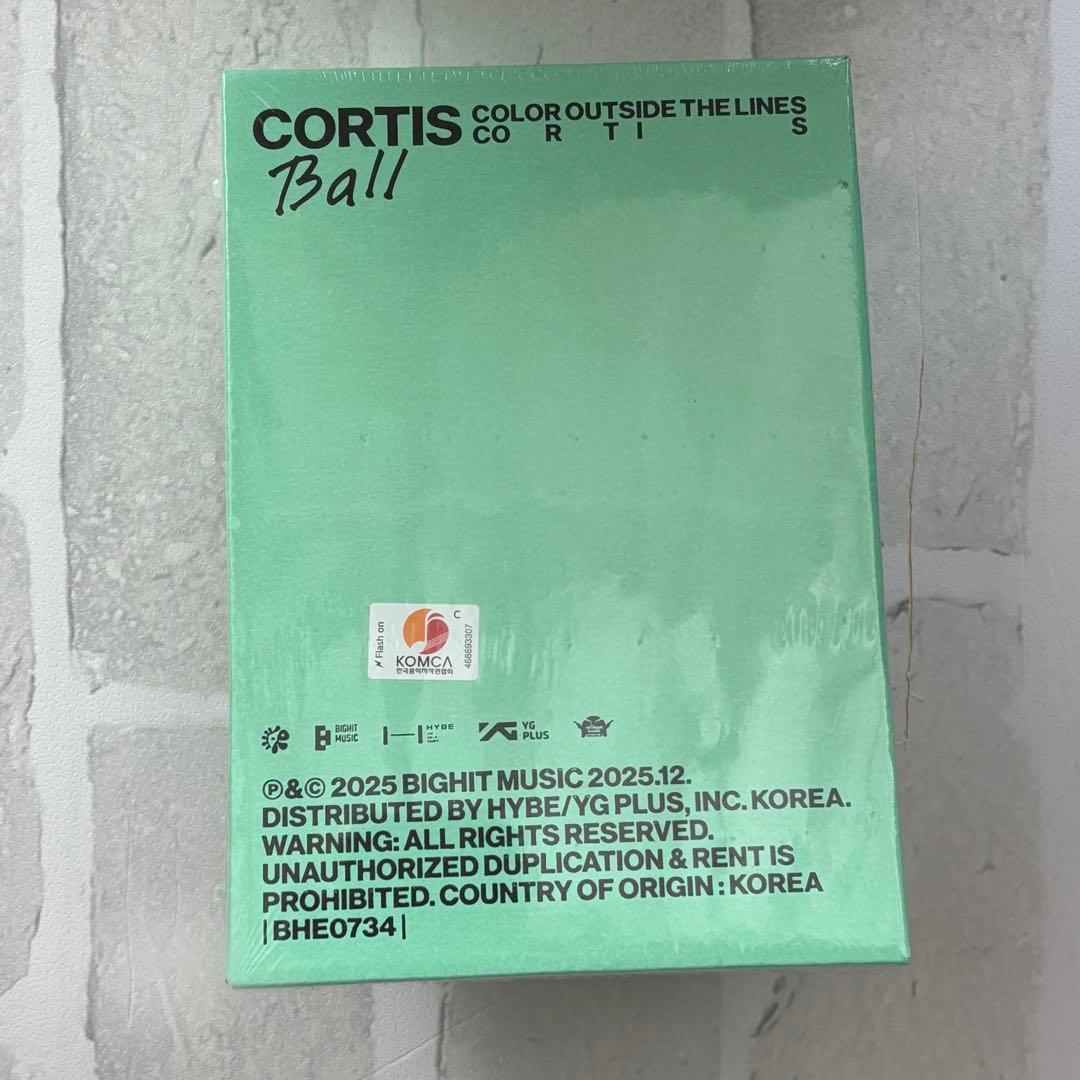 CORTIS COLOR OUTSIDE THE LINES
CO R T I S
Ball
Flash on
C
KOMCA
한국음악저작권협회
468693307
BIGHIT MUSIC
HYBE
YG PLUS
℗&© 2025 BIGHIT MUSIC 2025.12.
DISTRIBUTED BY HYBE/YG PLUS, INC. KOREA.
WARNING: ALL RIGHTS RESERVED.
UNAUTHORIZED DUPLICATION & RENT IS
PROHIBITED. COUNTRY OF ORIGIN : KOREA
|BHE0734|